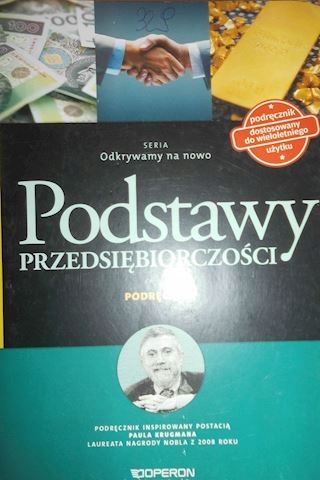 podręcznik
dostosowany
do wieloletniego
użytku
SERIA
Odkrywamy na nowo
Podstawy
PRZEDSIĘBIORCZOŚCI
PODRĘCZNIK INSPIROWANY POSTACIĄ
PAULA KRUGMANA
LAUREATA NAGRODY NOBLA Z 2008 ROKU
OPERON